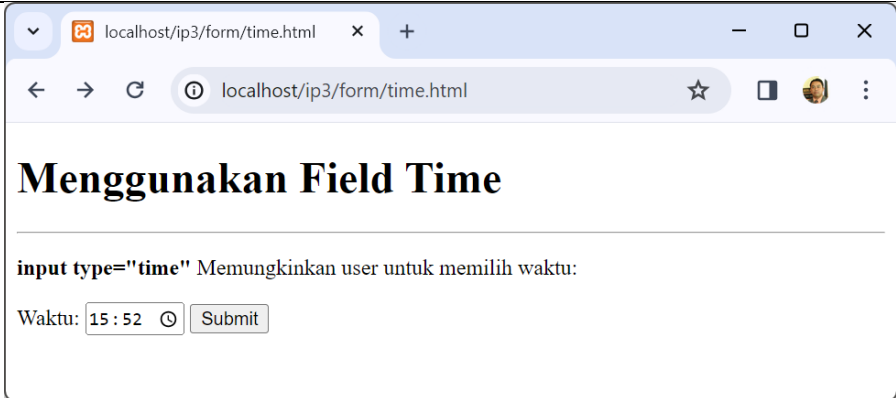 localhost/ip3/form/time.html
localhost/ip3/form/time.html
Menggunakan Field Time
input type="time" Memungkinkan user untuk memilih waktu:
Waktu: 15:52 Submit